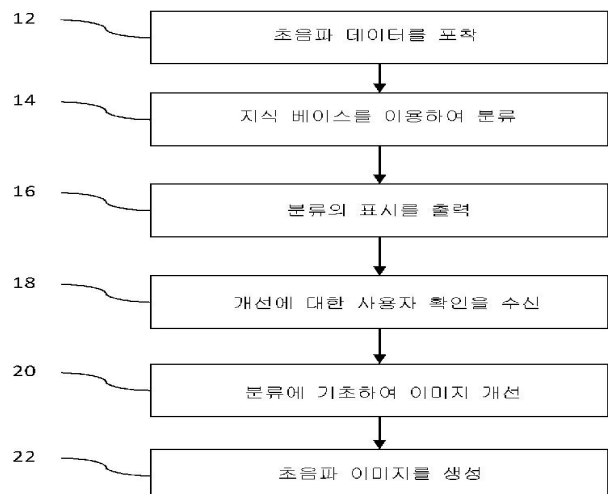 12 초음파 데이터를 포착
14 지식 베이스를 이용하여 분류
16 분류의 표시를 출력
18 개선에 대한 사용자 확인을 수신
20 분류에 기초하여 이미지 개선
22 초음파 이미지를 생성